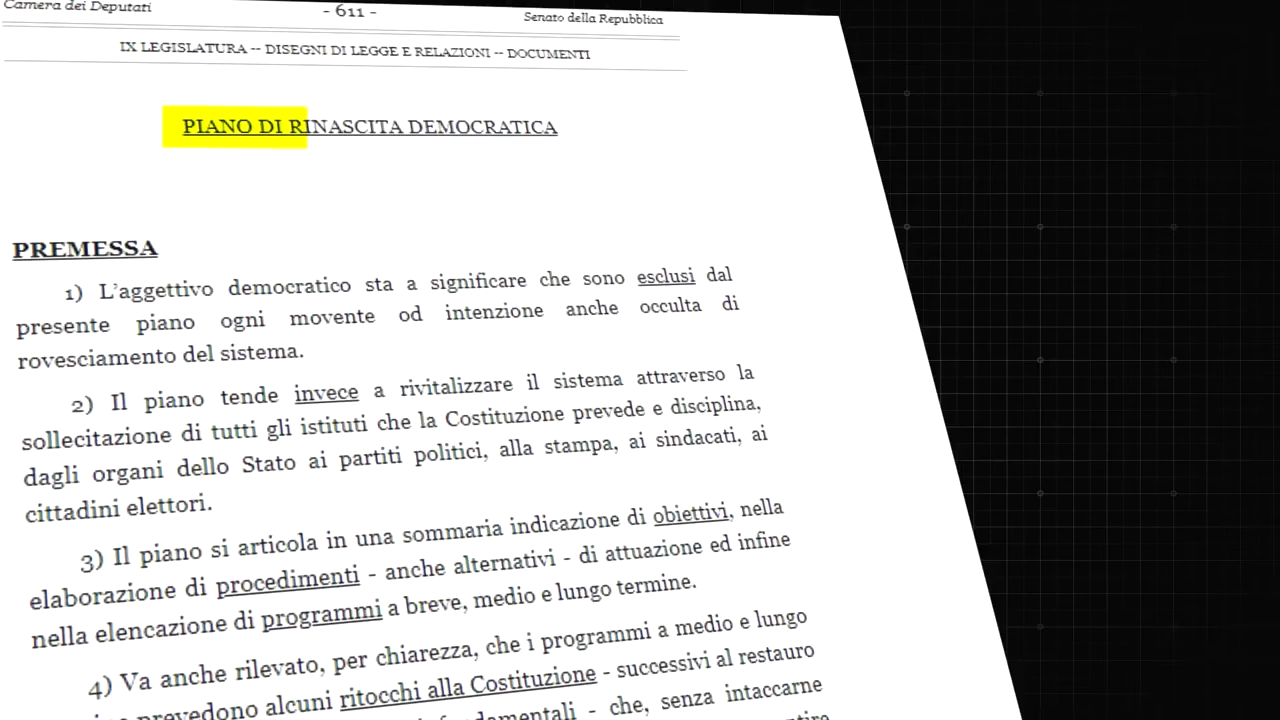 Camera dei Deputati - 611 - Senato della Repubblica
IX LEGISLATURA -- DISEGNI DI LEGGE E RELAZIONI -- DOCUMENTI
PIANO DI RINASCITA DEMOCRATICA
PREMESSA
1) L'aggettivo democratico sta a significare che sono esclusi dal
presente piano ogni movente od intenzione anche occulta di
rovesciamento del sistema.
2) Il piano tende invece a rivitalizzare il sistema attraverso la
sollecitazione di tutti gli istituti che la Costituzione prevede e disciplina,
dagli organi dello Stato ai partiti politici, alla stampa, ai sindacati, ai
cittadini elettori.
3) Il piano si articola in una sommaria indicazione di obiettivi, nella
elaborazione di procedimenti - anche alternativi - di attuazione ed infine
nella elencazione di programmi a breve, medio e lungo termine.
4) Va anche rilevato, per chiarezza, che i programmi a medio e lungo
prevedono alcuni ritocchi alla Costituzione - successivi al restauro
- che, senza intaccarne